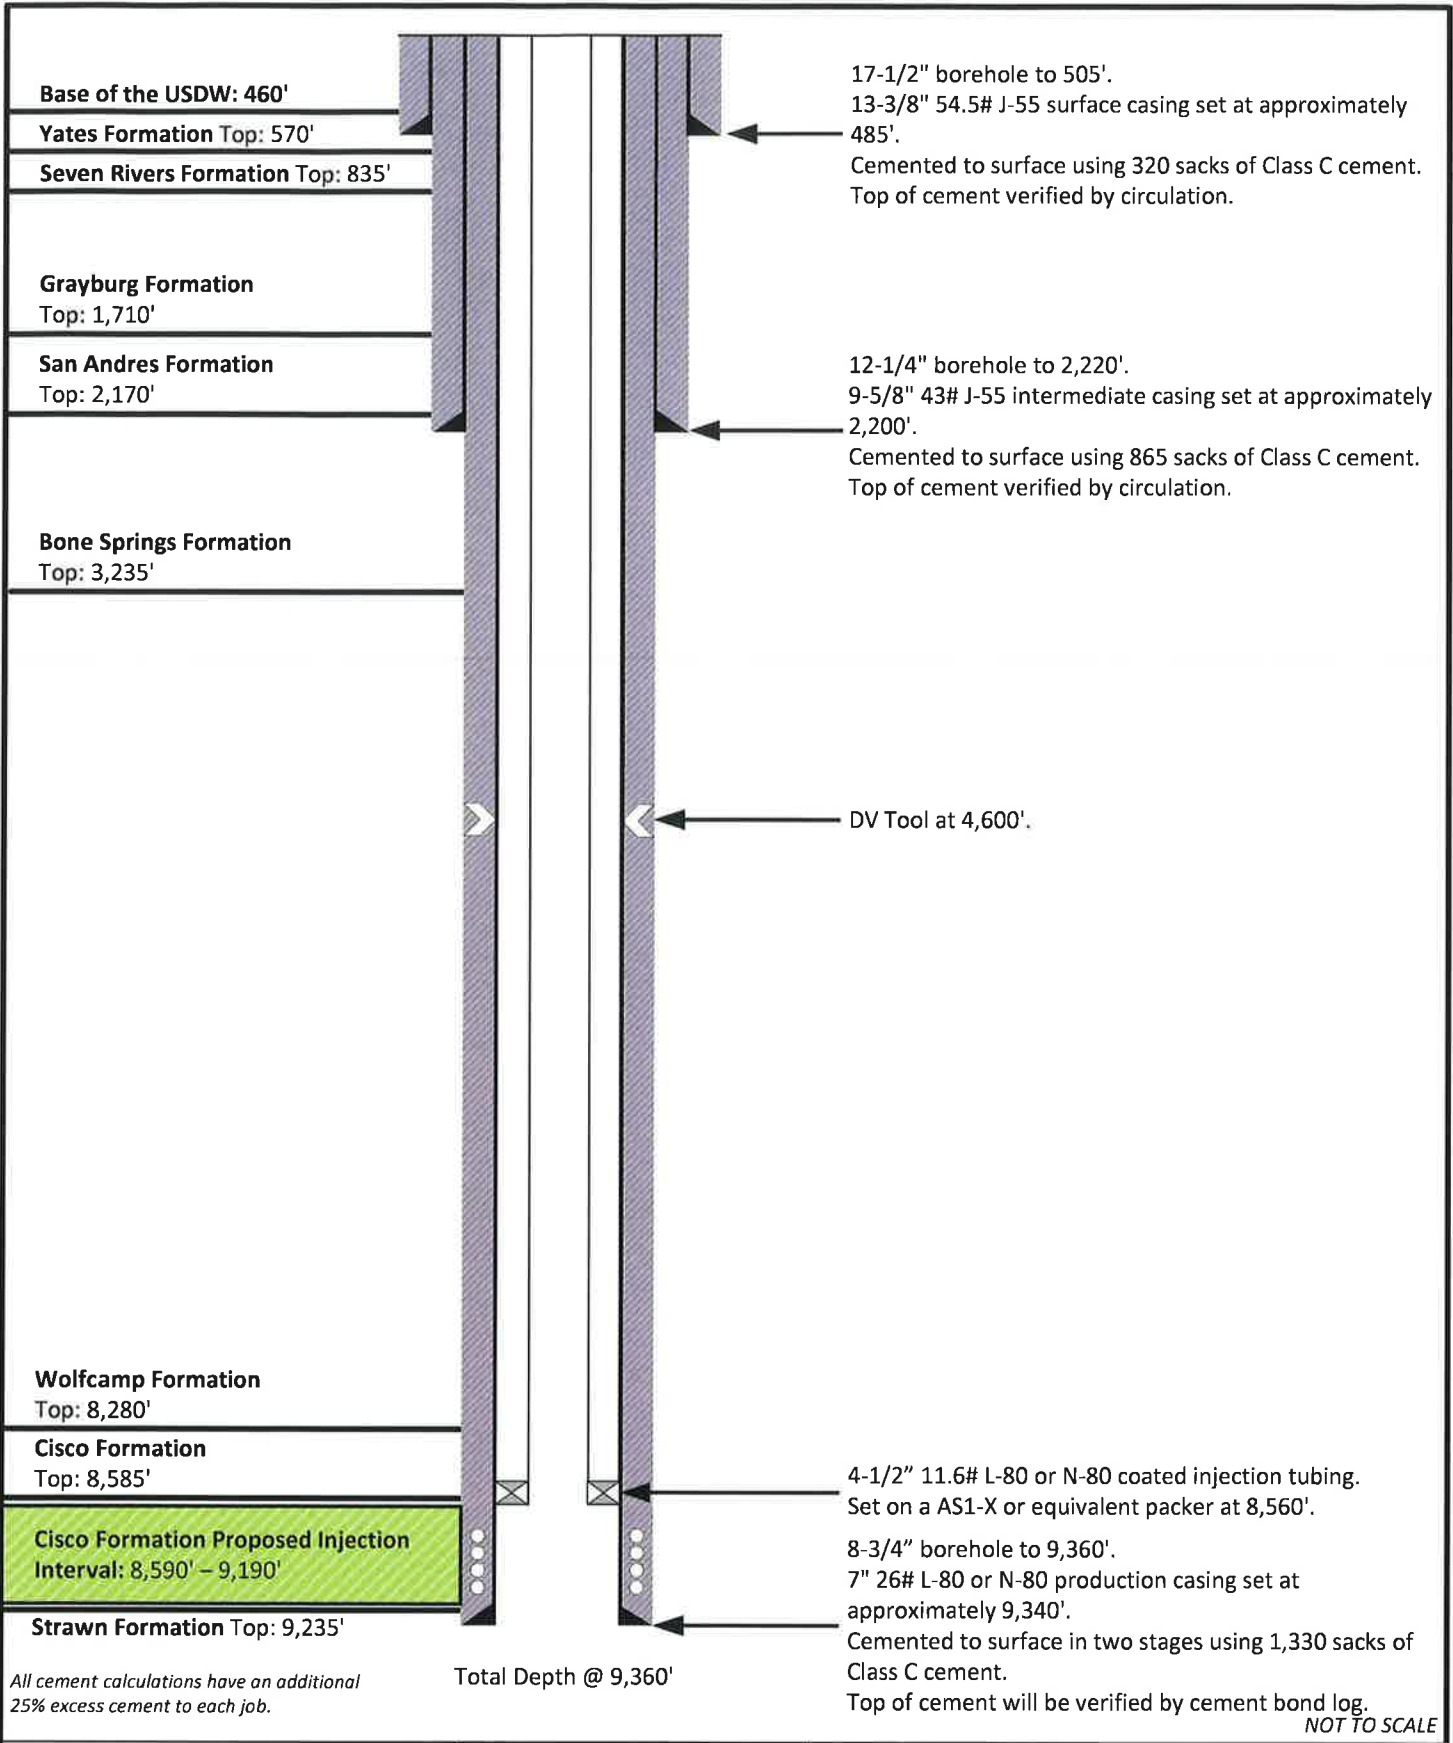 Base of the USDW: 460'
Yates Formation Top: 570'
Seven Rivers Formation Top: 835'
Grayburg Formation
Top: 1,710'
San Andres Formation
Top: 2,170'
Bone Springs Formation
Top: 3,235'
Wolfcamp Formation
Top: 8,280'
Cisco Formation
Top: 8,585'
Cisco Formation Proposed Injection
Interval: 8,590' – 9,190'
Strawn Formation Top: 9,235'
All cement calculations have an additional
25% excess cement to each job.
Total Depth @ 9,360'
17-1/2" borehole to 505'.
13-3/8" 54.5# J-55 surface casing set at approximately
485'.
Cemented to surface using 320 sacks of Class C cement.
Top of cement verified by circulation.
12-1/4" borehole to 2,220'.
9-5/8" 43# J-55 intermediate casing set at approximately
2,200'.
Cemented to surface using 865 sacks of Class C cement.
Top of cement verified by circulation.
DV Tool at 4,600'.
4-1/2” 11.6# L-80 or N-80 coated injection tubing.
Set on a AS1-X or equivalent packer at 8,560'.
8-3/4” borehole to 9,360'.
7" 26# L-80 or N-80 production casing set at
approximately 9,340'.
Cemented to surface in two stages using 1,330 sacks of
Class C cement.
Top of cement will be verified by cement bond log.
NOT TO SCALE